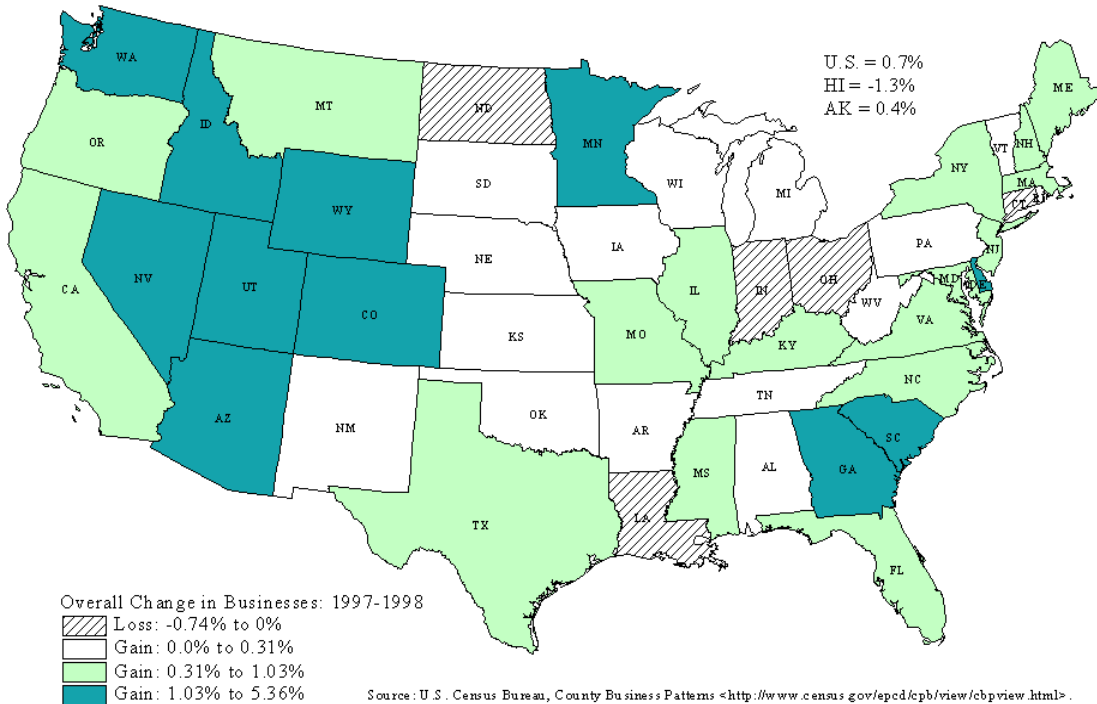 WA
MT
ND
MN
ME
U.S. = 0.7%
HI = -1.3%
AK = 0.4%
OR
ID
SD
WI
MI
VT
NH
NY
MA
CT
RI
WY
IA
NE
PA
NJ
NV
UT
CO
CA
IL
IN
OH
MD
DE
WV
VA
KS
MO
KY
NC
AZ
NM
OK
AR
TN
SC
MS
AL
GA
TX
LA
FL
Overall Change in Businesses: 1997-1998
Loss: -0.74% to 0%
Gain: 0.0% to 0.31%
Gain: 0.31% to 1.03%
Gain: 1.03% to 5.36%
Source: U.S. Census Bureau, County Business Patterns <http://www.census.gov/epcd/cpb/view/cbpview.html>.